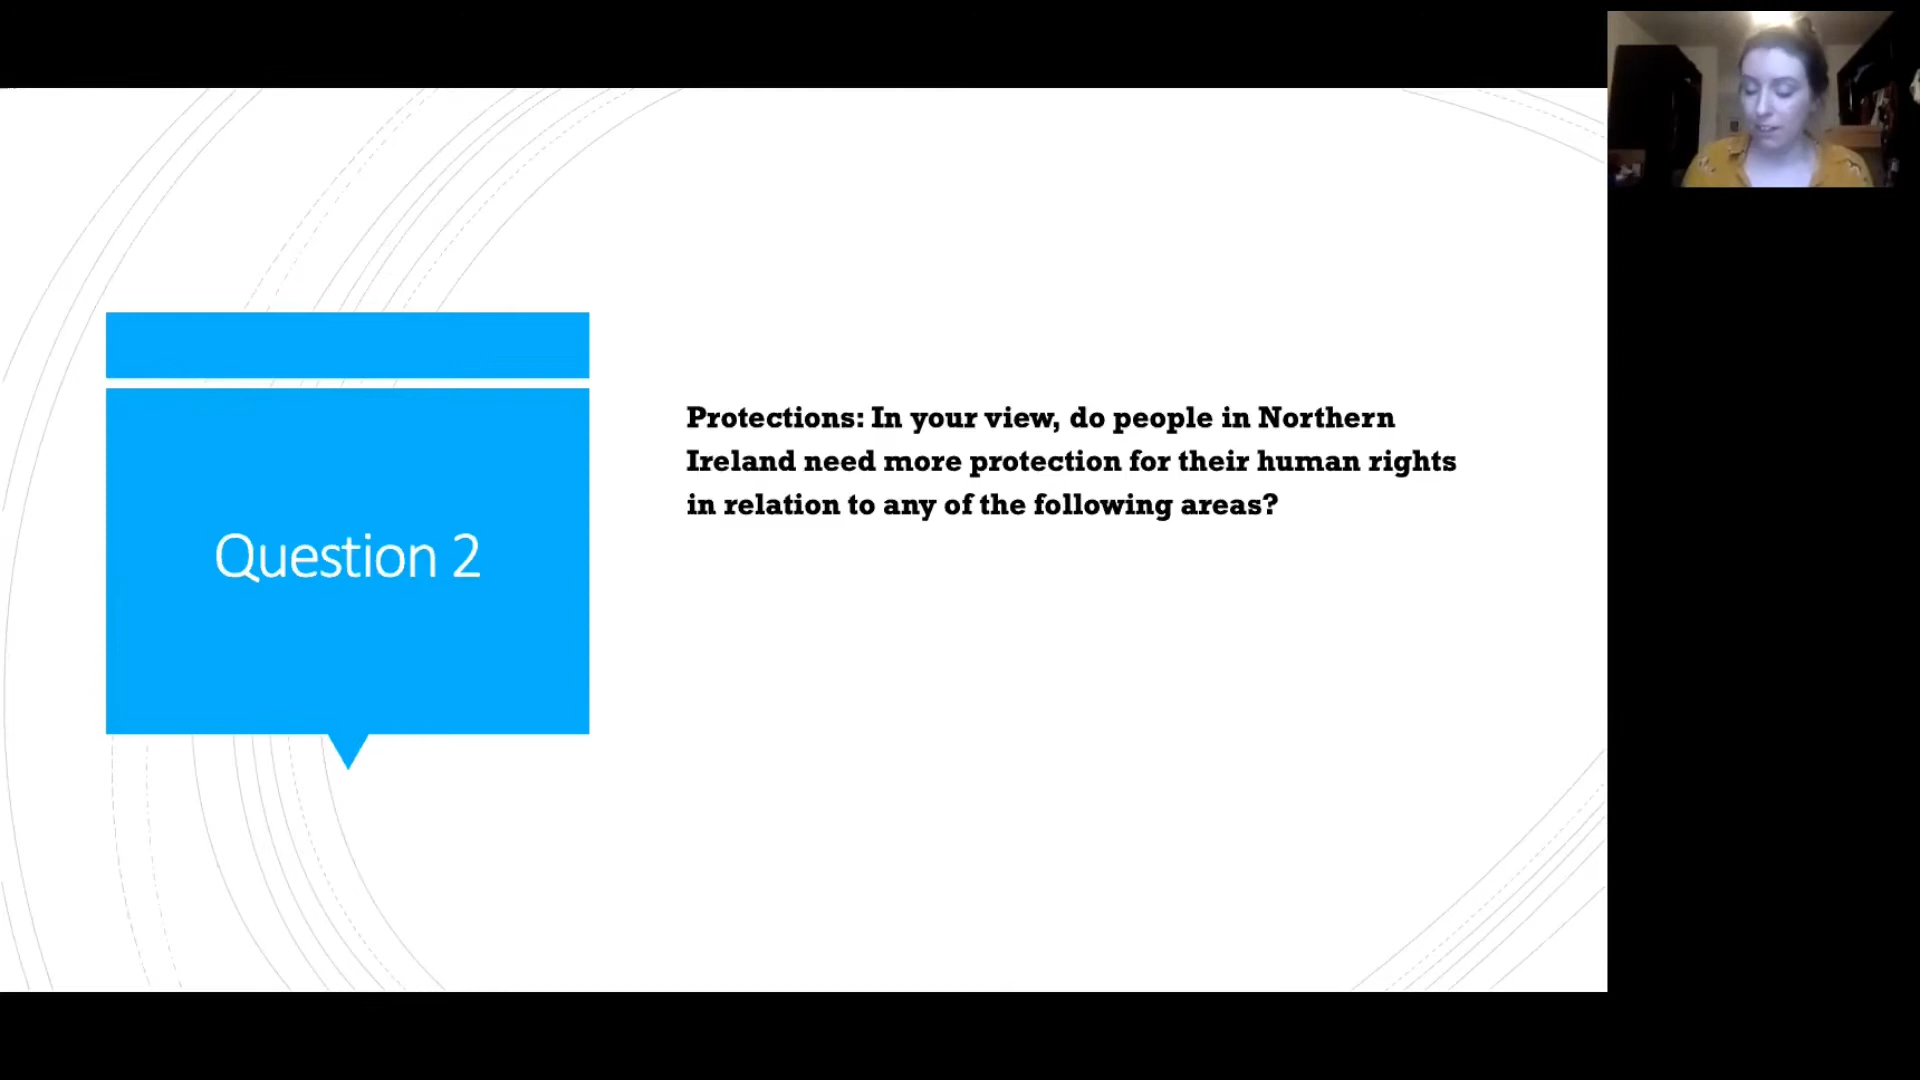 Question 2
Protections: In your view, do people in Northern
Ireland need more protection for their human rights
in relation to any of the following areas?